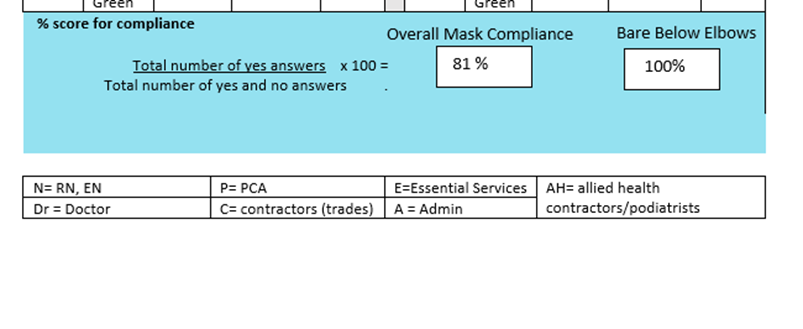 Green Green
% score for compliance
Overall Mask Compliance Bare Below Elbows
Total number of yes answers x 100 = 81 % 100%
Total number of yes and no answers .
N= RN, EN P= PCA E=Essential Services AH= allied health
Dr = Doctor C= contractors (trades) A = Admin contractors/podiatrists